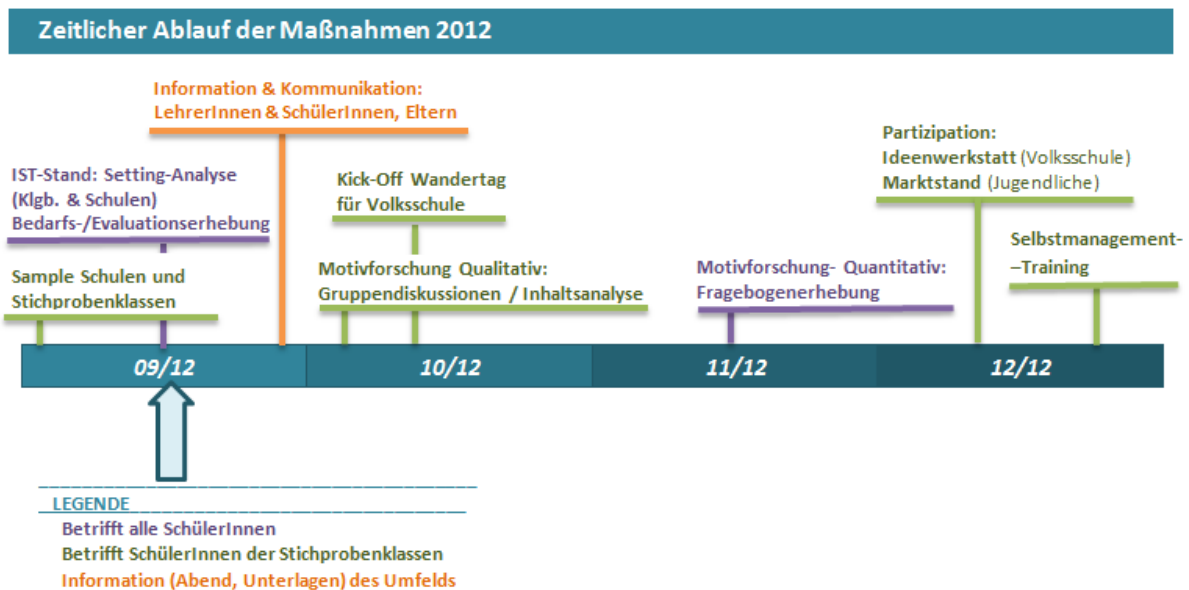 Zeitlicher Ablauf der Maßnahmen 2012
Information & Kommunikation:
LehrerInnen & SchülerInnen, Eltern
IST-Stand: Setting-Analyse
(Klgb. & Schulen)
Bedarfs-/Evaluationserhebung
Sample Schulen und
Stichprobenklassen
Kick-Off Wandertag
für Volksschule
Motivforschung Qualitativ:
Gruppendiskussionen / Inhaltsanalyse
Motivforschung- Quantitativ:
Fragebogenerhebung
Partizipation:
Ideenwerkstatt (Volksschule)
Marktstand (Jugendliche)
Selbstmanagement-
–Training
09/12
10/12
11/12
12/12
LEGENDE
Betrifft alle SchülerInnen
Betrifft SchülerInnen der Stichprobenklassen
Information (Abend, Unterlagen) des Umfelds